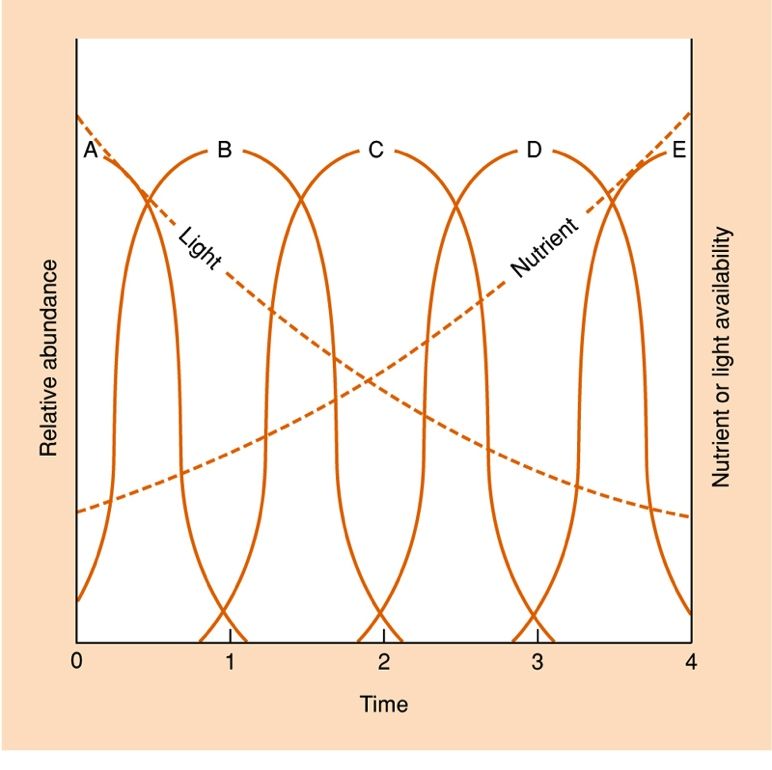 A
B
C
D
E
Light
Nutrient
Relative abundance
Nutrient or light availability
0
1
2
3
4
Time